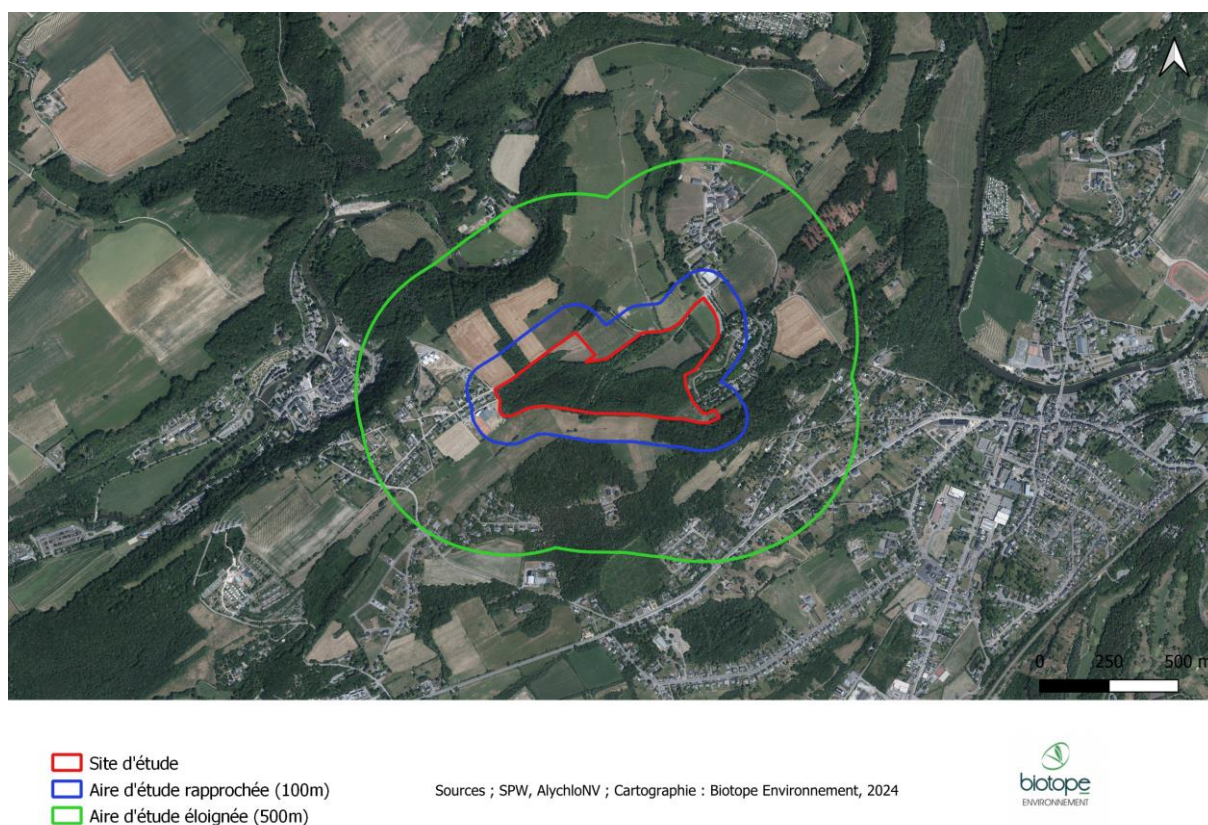 0 250 500 m
Site d'étude
Aire d'étude rapprochée (100m)
Aire d'étude éloignée (500m)
Sources ; SPW, AlychloNV ; Cartographie : Biotope Environnement, 2024
biotope
ENVIRONNEMENT